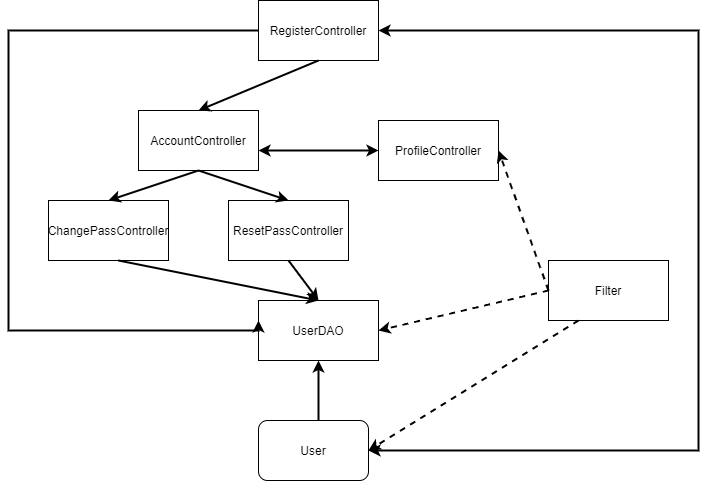 RegisterController
AccountController
ProfileController
ChangePassController
ResetPassController
Filter
UserDAO
User